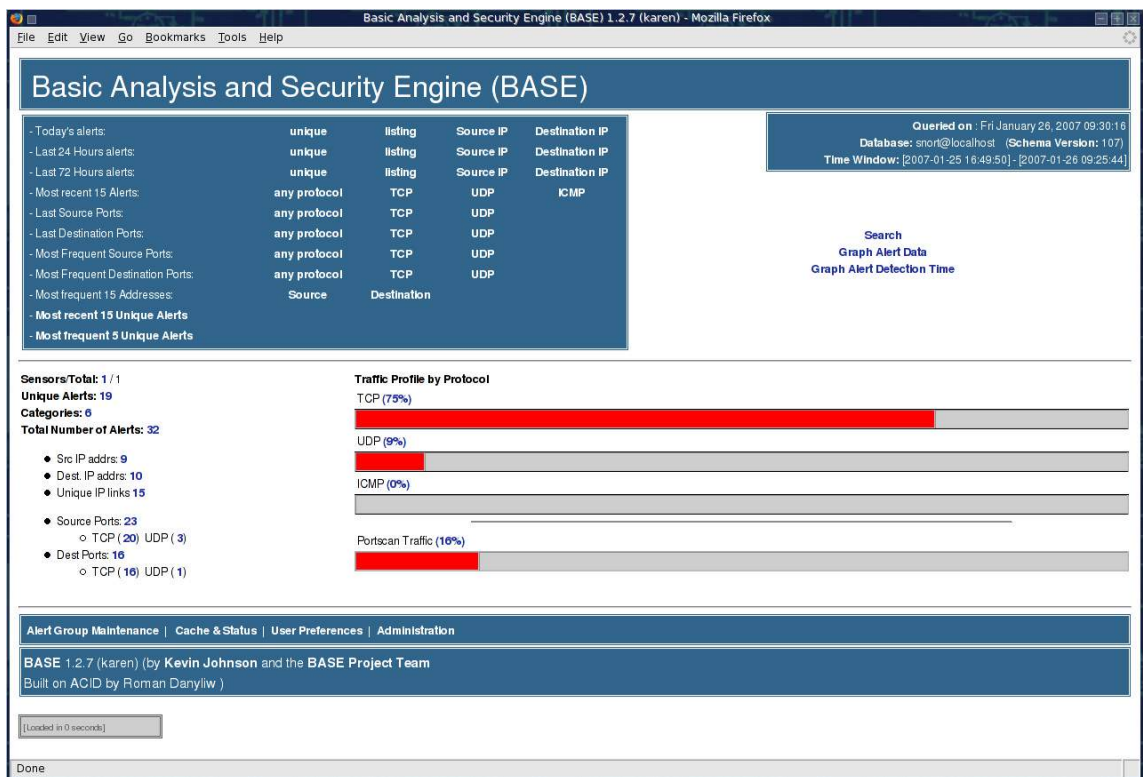 Basic Analysis and Security Engine (BASE) 1.2.7 (karen) - Mozilla Firefox
File Edit View Go Bookmarks Tools Help
Basic Analysis and Security Engine (BASE)
- Today's alerts: unique listing Source IP Destination IP
- Last 24 Hours alerts: unique listing Source IP Destination IP
- Last 72 Hours alerts: unique listing Source IP Destination IP
- Most recent 15 Alerts: any protocol TCP UDP ICMP
- Last Source Ports: any protocol TCP UDP
- Last Destination Ports: any protocol TCP UDP
- Most Frequent Source Ports: any protocol TCP UDP
- Most Frequent Destination Ports: any protocol TCP UDP
- Most frequent 15 Addresses: Source Destination
- Most recent 15 Unique Alerts
- Most frequent 5 Unique Alerts
Queried on : Fri January 26, 2007 09:30:16
Database: snort@localhost (Schema Version: 107)
Time Window: [2007-01-25 16:49:50] - [2007-01-26 09:25:44]
Search
Graph Alert Data
Graph Alert Detection Time
Sensors/Total: 1 / 1
Unique Alerts: 19
Categories: 6
Total Number of Alerts: 32
Src IP addrs: 9
Dest. IP addrs: 10
Unique IP links 15
Source Ports: 23
TCP ( 20) UDP ( 3)
Dest Ports: 16
TCP ( 16) UDP ( 1)
Traffic Profile by Protocol
TCP (75%)
UDP (9%)
ICMP (0%)
Portscan Traffic (16%)
Alert Group Maintenance | Cache & Status | User Preferences | Administration
BASE 1.2.7 (karen) (by Kevin Johnson and the BASE Project Team
Built on ACID by Roman Danyliw )
[Loaded in 0 seconds]
Done